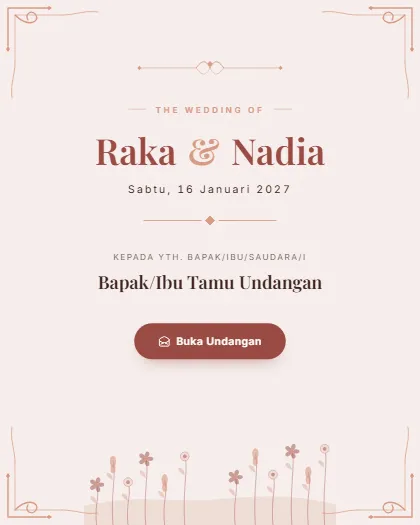 THE WEDDING OF
Raka & Nadia
Sabtu, 16 Januari 2027
KEPADA YTH. BAPAK/IBU/SAUDARA/I
Bapak/Ibu Tamu Undangan
Buka Undangan